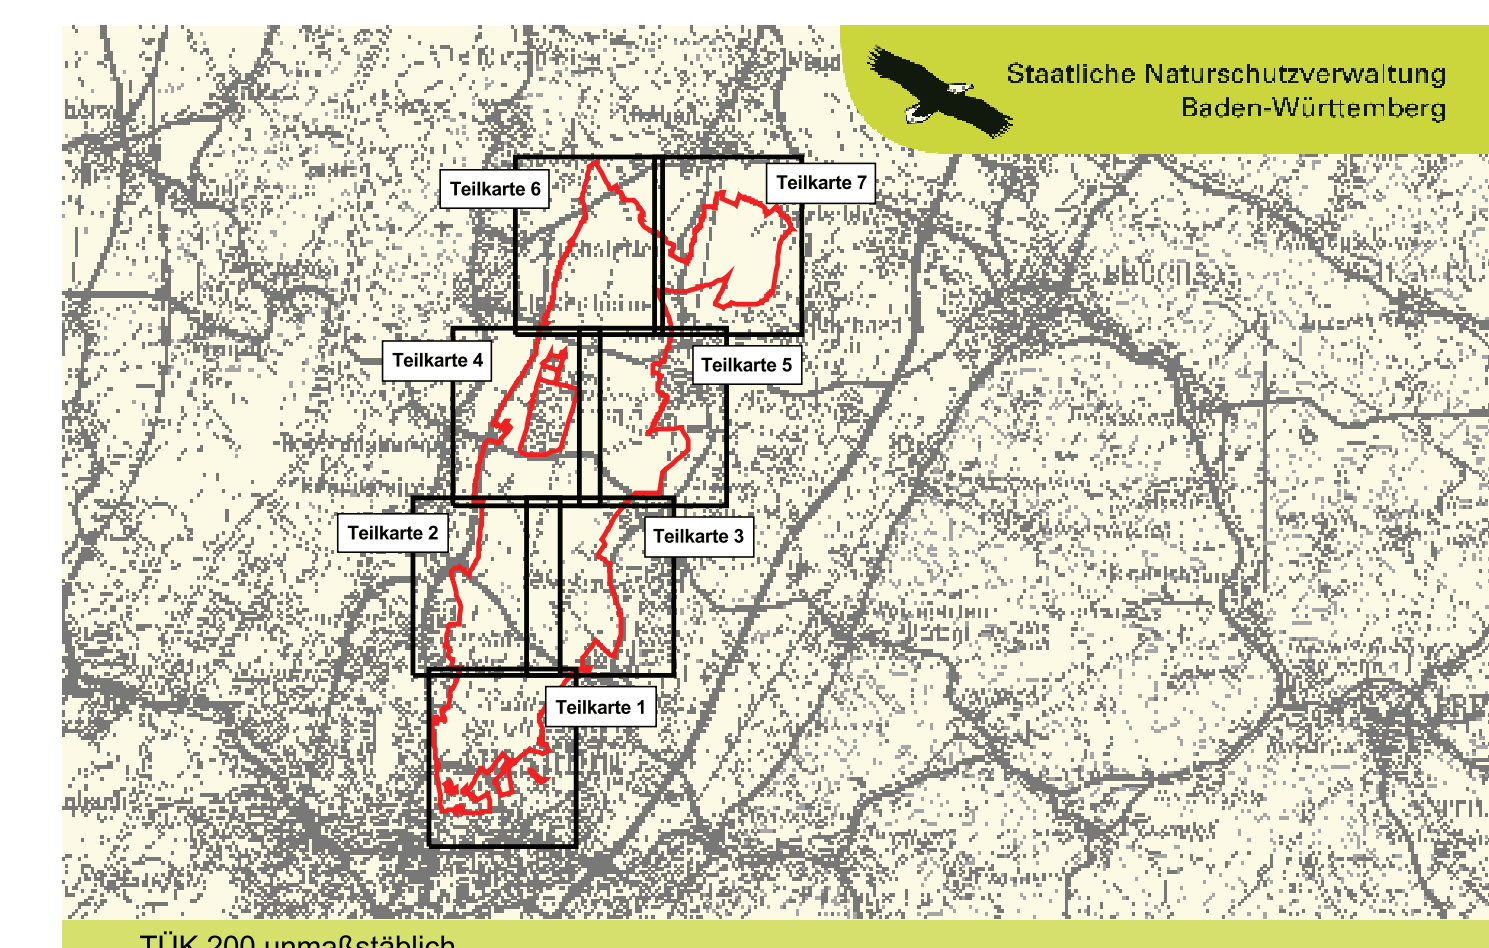 Staatliche Naturschutzverwaltung
Baden-Württemberg
Teilkarte 6
Teilkarte 7
Teilkarte 4
Teilkarte 5
Teilkarte 2
Teilkarte 3
Teilkarte 1
TÜK 200 unmaßstäblich